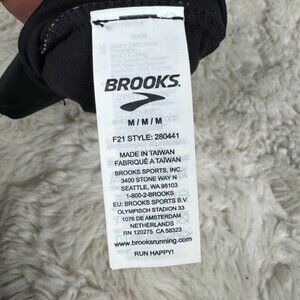 BROOKS
M/M/M
F21 STYLE: 280441
MADE IN TAIWAN
FABRIQUÉ A TAÏWAN
BROOKS SPORTS, INC.
3400 STONE WAY N
SEATTLE, WA 98103
1-800-2-BROOKS
EU: BROOKS SPORTS B.V.
OLYMPISCH STADION 33
1076 DE AMSTERDAM
NETHERLANDS
RN 120275 CA 58323
www.brooksrunning.com
RUN HAPPY!